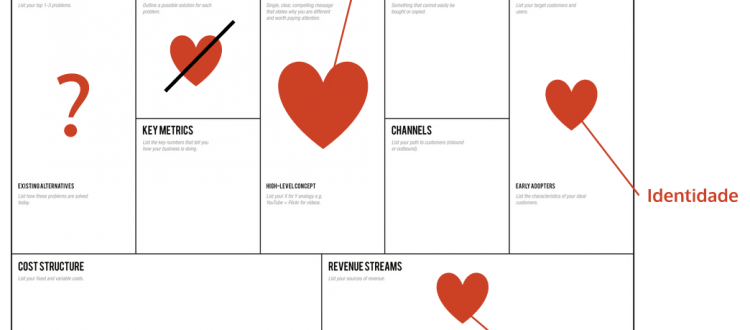 List your top 1-3 problems.
Outline a possible solution for each
problem.
Single, clear, compelling message
that states why you are different
and worth paying attention.
Something that cannot easily be
bought or copied.
List your target customers and
users.
?
KEY METRICS
List the key numbers that tell you
how your business is doing.
CHANNELS
List your path to customers (inbound
or outbound).
EXISTING ALTERNATIVES
List how these problems are solved
today.
HIGH-LEVEL CONCEPT
List your X for Y analogy e.g.
YouTube = Flickr for videos.
EARLY ADOPTERS
List the characteristics of your ideal
customers.
Identidade
COST STRUCTURE
List your fixed and variable costs.
REVENUE STREAMS
List your sources of revenue.